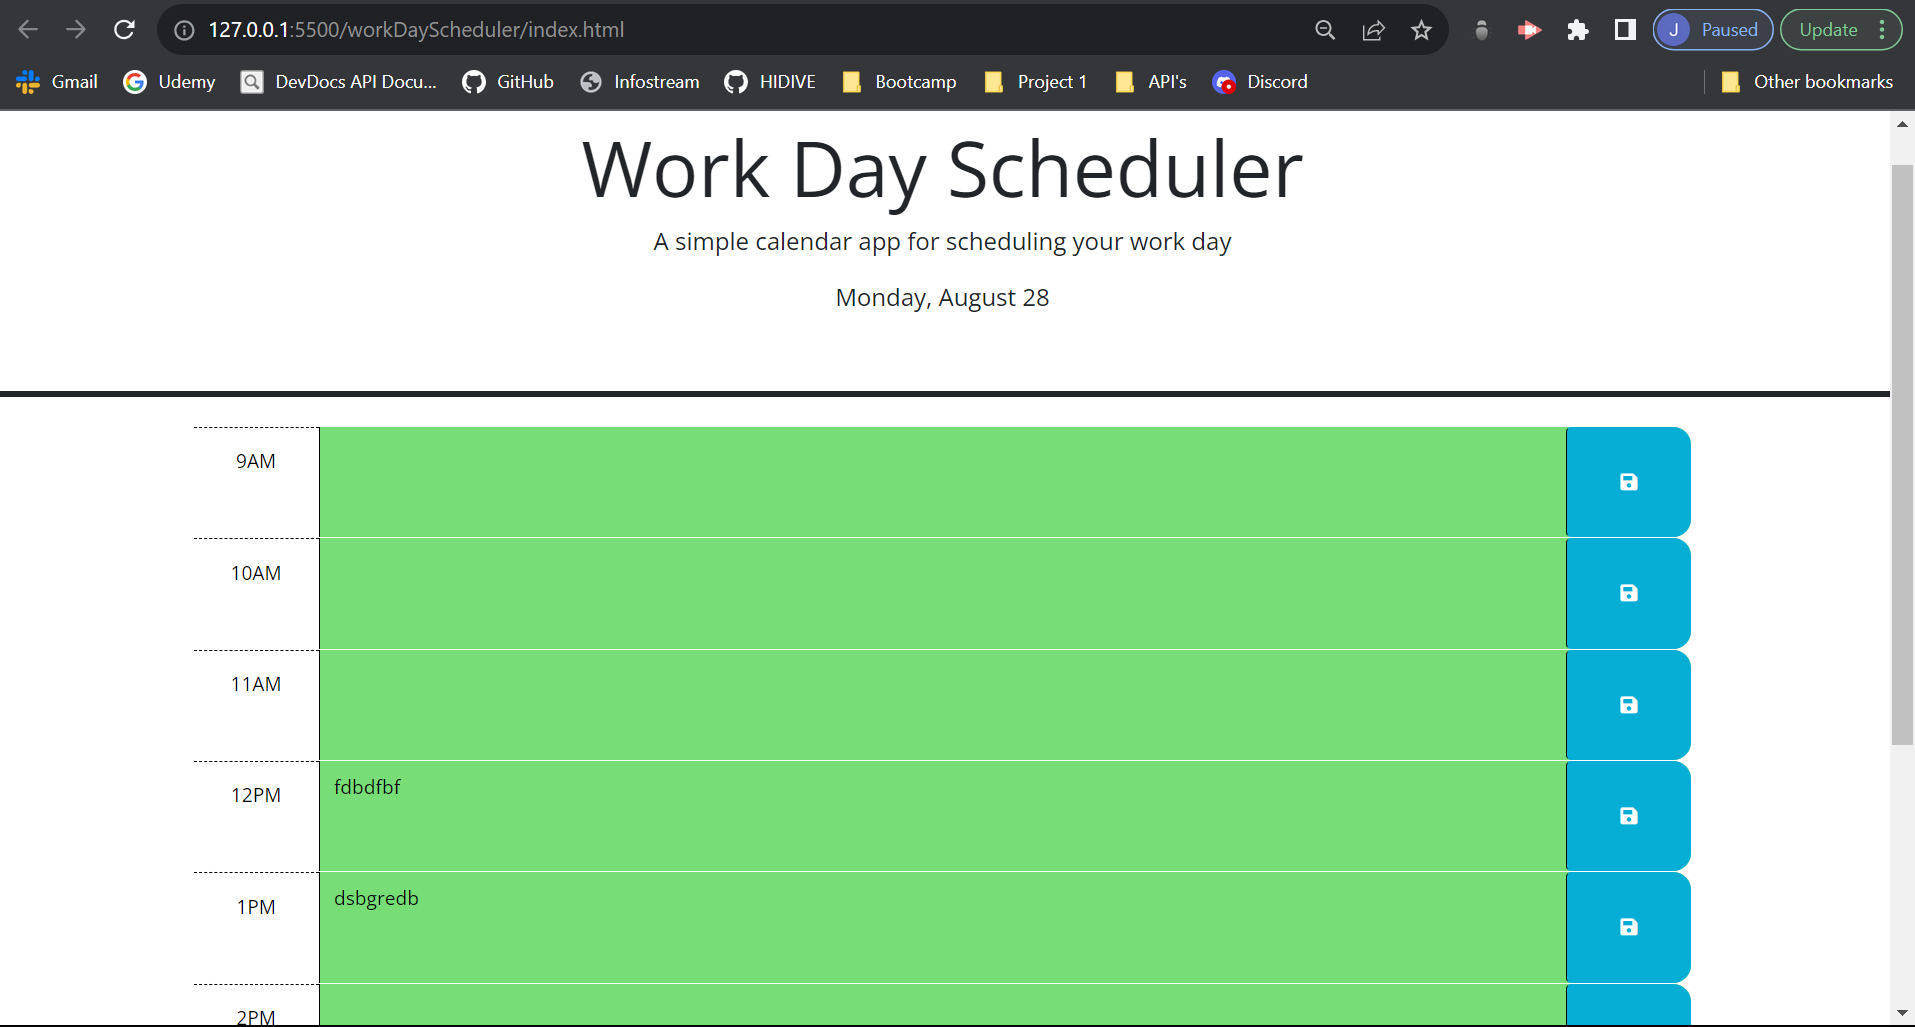 127.0.0.1:5500/workDayScheduler/index.html
J Paused Update
Gmail Udemy DevDocs API Docu... GitHub Infostream HIDIVE Bootcamp Project 1 API's Discord Other bookmarks
Work Day Scheduler
A simple calendar app for scheduling your work day
Monday, August 28
9AM
10AM
11AM
12PM fdbdfbf
1PM dsbgredb
2PM